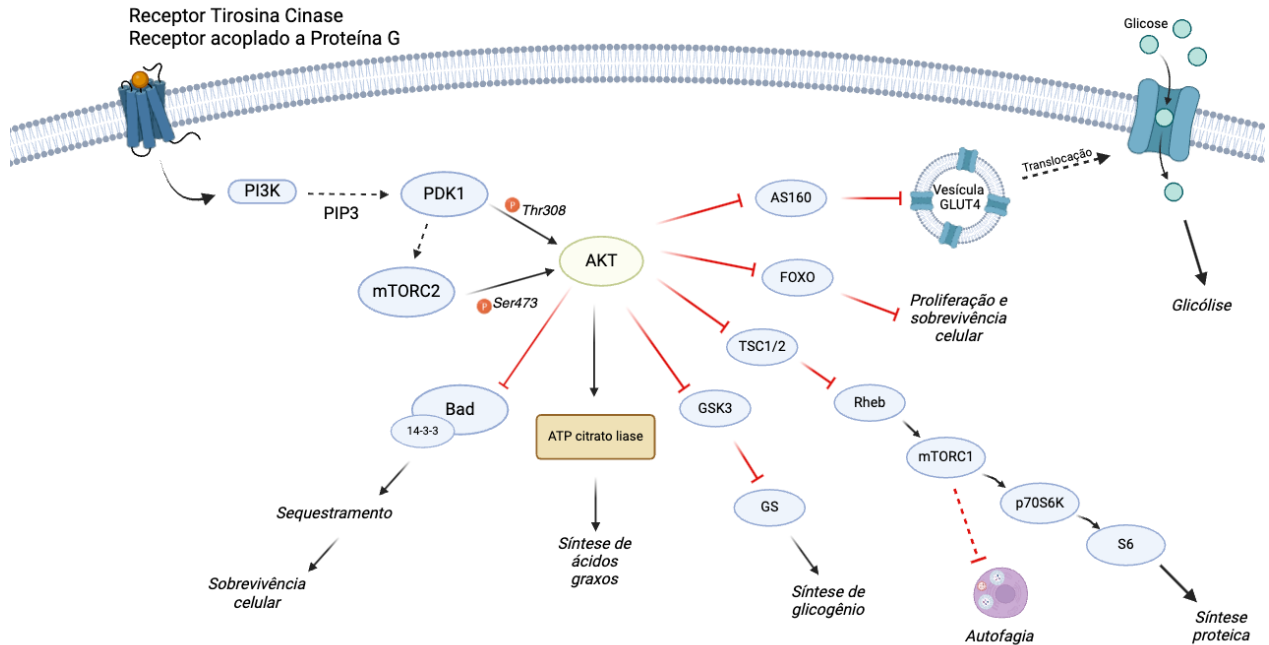 Receptor Tirosina Cinase
Receptor acoplado a Proteína G
Glicose
PI3K
PIP3
PDK1
P
Thr308
mTORC2
P
Ser473
AKT
AS160
Vesícula
GLUT4
Translocação
Glicólise
FOXO
Proliferação e
sobrevivência
celular
TSC1/2
Rheb
mTORC1
p70S6K
S6
Síntese
proteica
Autofagia
GSK3
GS
Síntese de
glicogênio
ATP citrato liase
Síntese de
ácidos
graxos
Bad
14-3-3
Sequestramento
Sobrevivência
celular